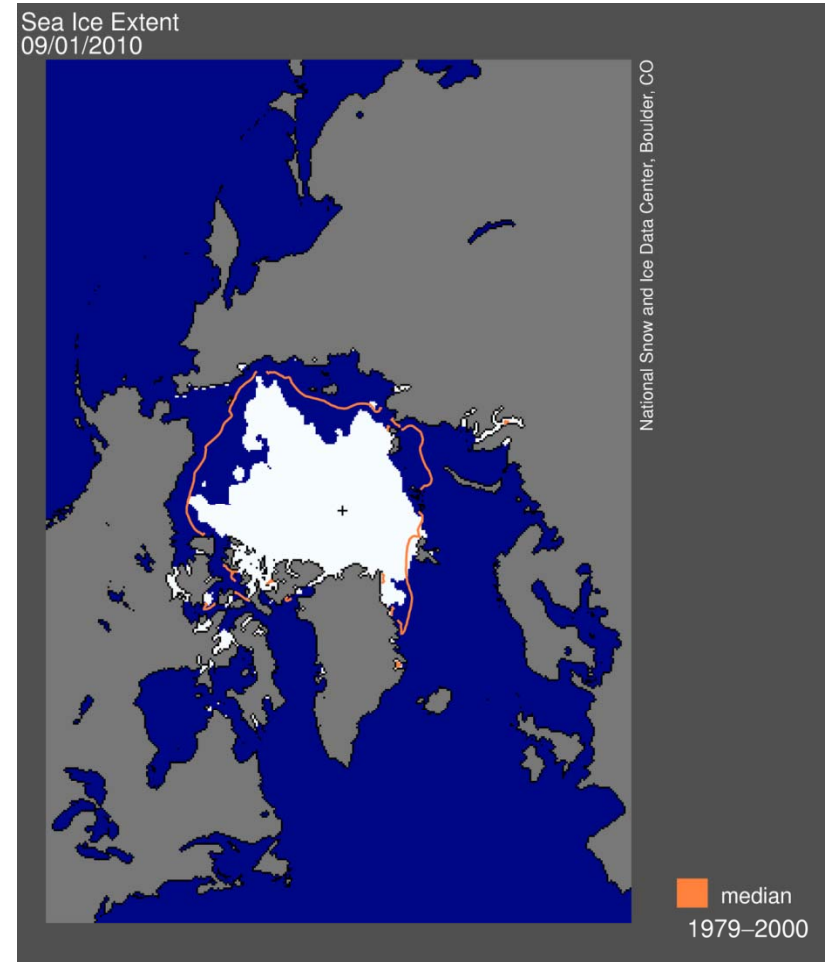 Sea Ice Extent
09/01/2010
National Snow and Ice Data Center, Boulder, CO
median
1979–2000